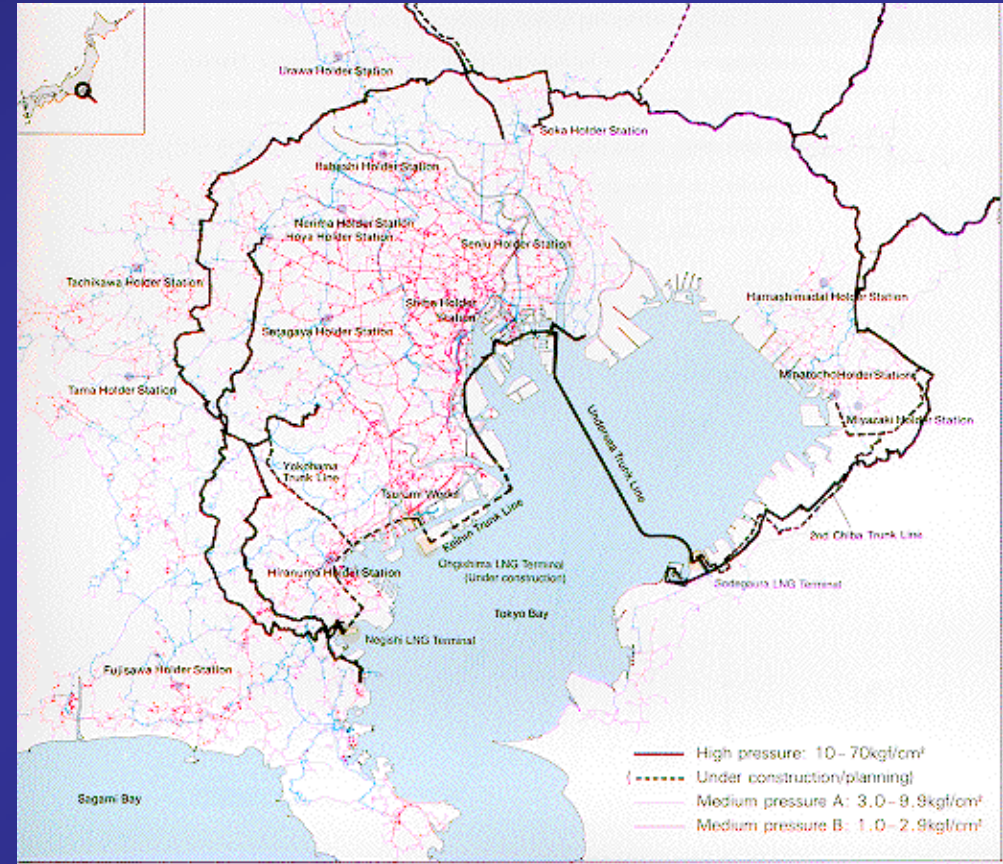 Urawa Holder Station
Soka Holder Station
Itabashi Holder Station
Nerima Holder Station
Hoya Holder Station
Senju Holder Station
Tachikawa Holder Station
Hamashimadai Holder Station
Shiba Holder
Station
Setagaya Holder Station
Tama Holder Station
MinatochoHolderStation
Miyazaki Holder Station
Undersea Trunk Line
Yokohama
Trunk Line
Tsurumi Works
Keihin Trunk Line
2nd Chiba Trunk Line
Ohgishima LNG Terminal
(Under construction)
Hiranuma Holder Station
Sodegaura LNG Terminal
Tokyo Bay
Negishi LNG Terminal
Fujisawa Holder Station
Sagami Bay
High pressure: 10-70kgf/cm²
( Under construction/planning)
Medium pressure A: 3.0-9.9kgf/cm²
Medium pressure B: 1.0-2.9kgf/cm²